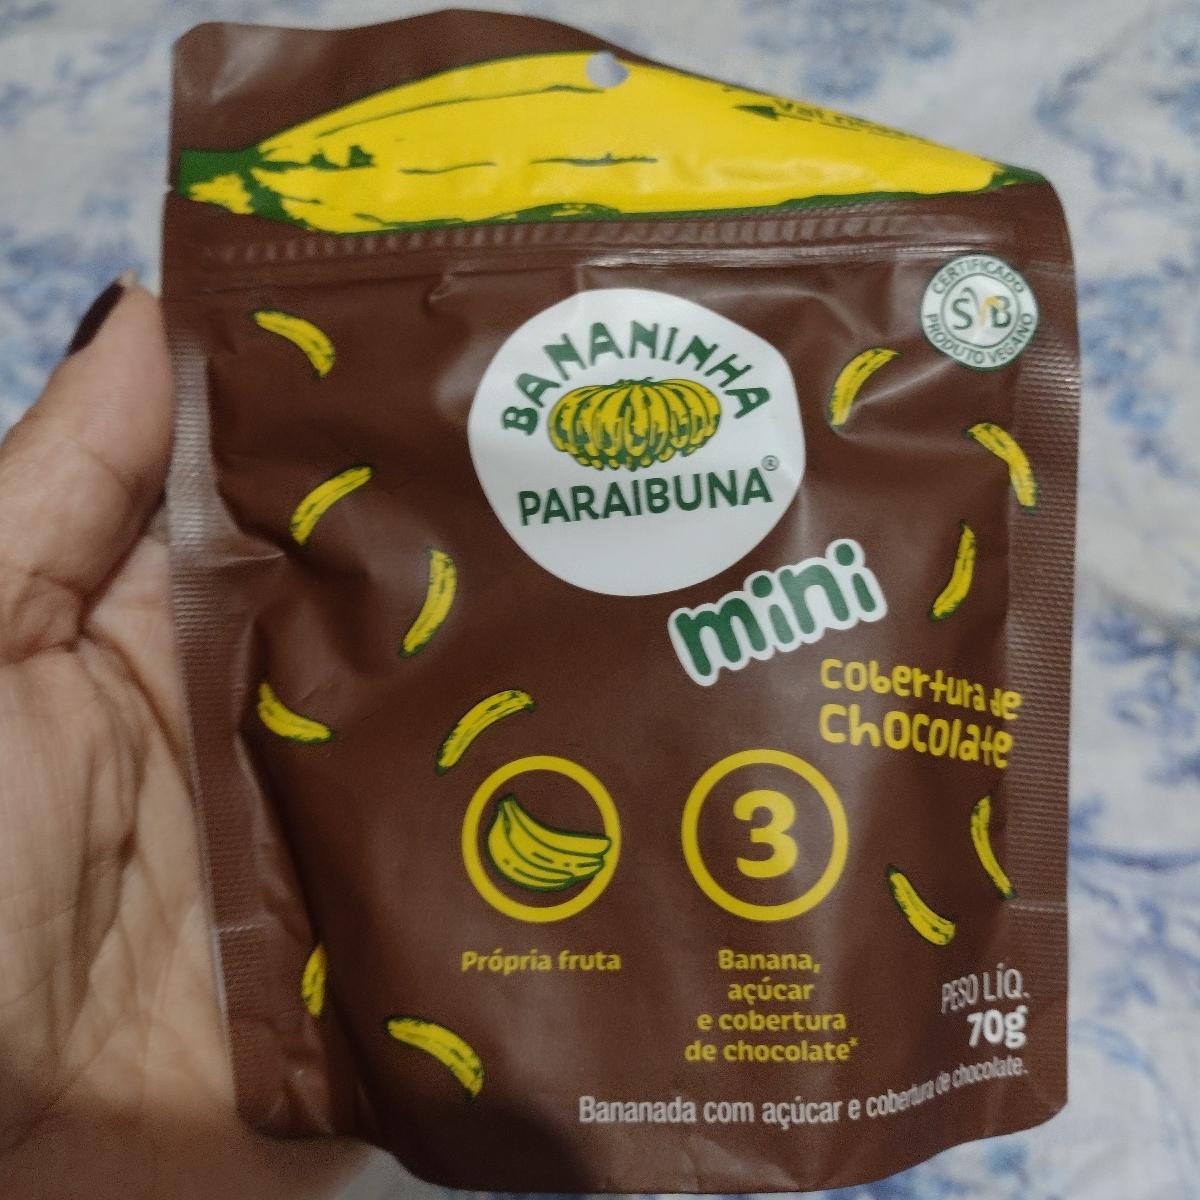 CERTIFICADO
SVB
PRODUTO VEGANO
BANANINHA
PARAIBUNA®
mini
cobertura de
chocolate
3
Própria fruta
Banana,
açúcar
e cobertura
de chocolate*
PESO LÍQ.
70g
Bananada com açúcar e cobertura de chocolate.